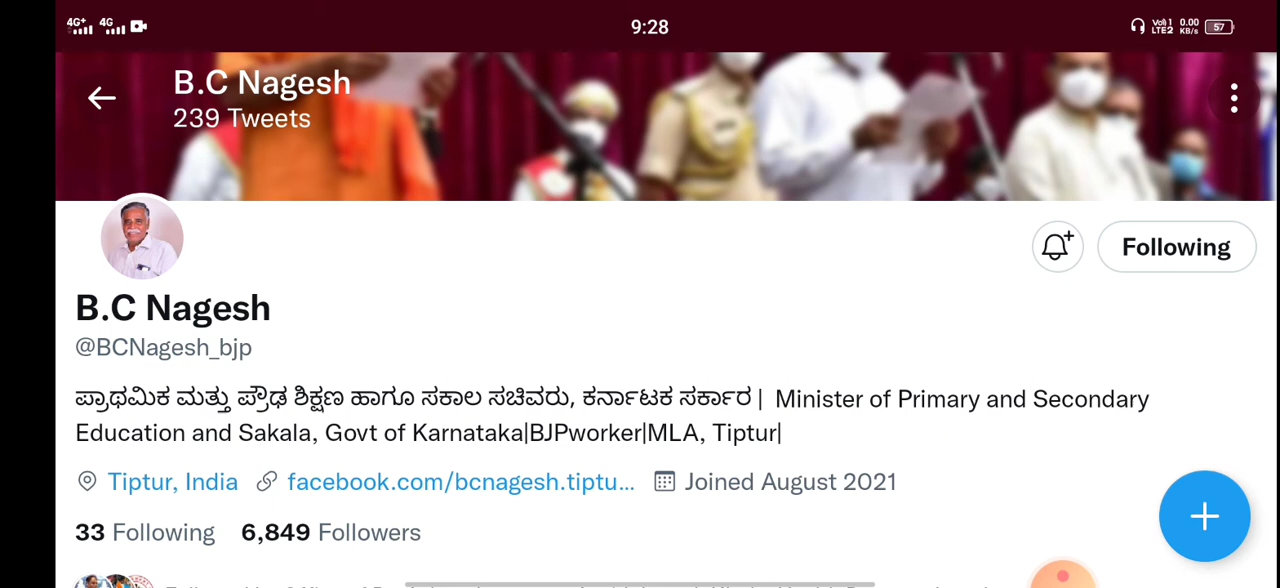 4G+ 4G 9:28 Vo)) 1 LTE2 0.00 KB/s 57
B.C Nagesh
239 Tweets
Following
B.C Nagesh
@BCNagesh_bjp
ಪ್ರಾಥಮಿಕ ಮತ್ತು ಪ್ರೌಢ ಶಿಕ್ಷಣ ಹಾಗೂ ಸಕಾಲ ಸಚಿವರು, ಕರ್ನಾಟಕ ಸರ್ಕಾರ | Minister of Primary and Secondary
Education and Sakala, Govt of Karnataka|BJPworker|MLA, Tiptur|
Tiptur, India facebook.com/bcnagesh.tiptu... Joined August 2021
33 Following 6,849 Followers